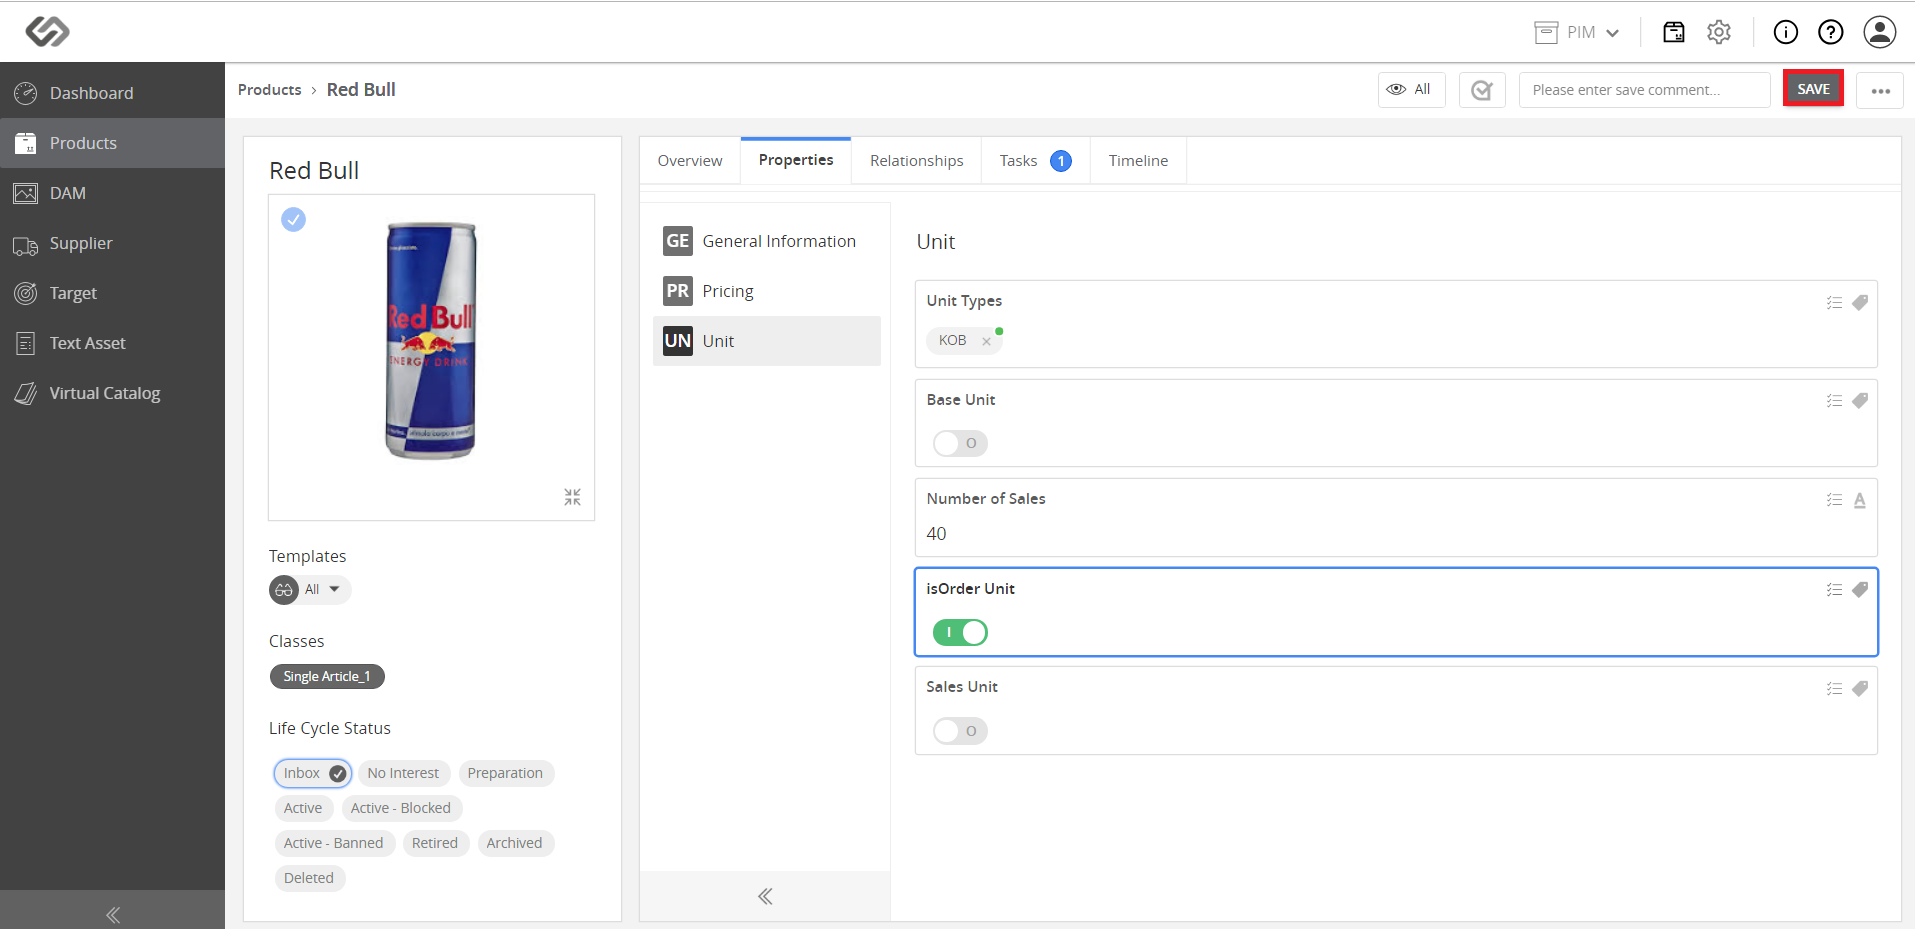 PIM
Dashboard
Products
DAM
Supplier
Target
Text Asset
Virtual Catalog
Products › Red Bull
All
Please enter save comment...
SAVE
Red Bull
Red Bull
ENERGY DRINK
Templates
All
Classes
Single Article_1
Life Cycle Status
Inbox No Interest Preparation
Active Active - Blocked
Active - Banned Retired Archived
Deleted
Overview Properties Relationships Tasks 1 Timeline
GE General Information
PR Pricing
UN Unit
Unit
Unit Types
KOB
Base Unit
O
Number of Sales
A
40
isOrder Unit
I
Sales Unit
O